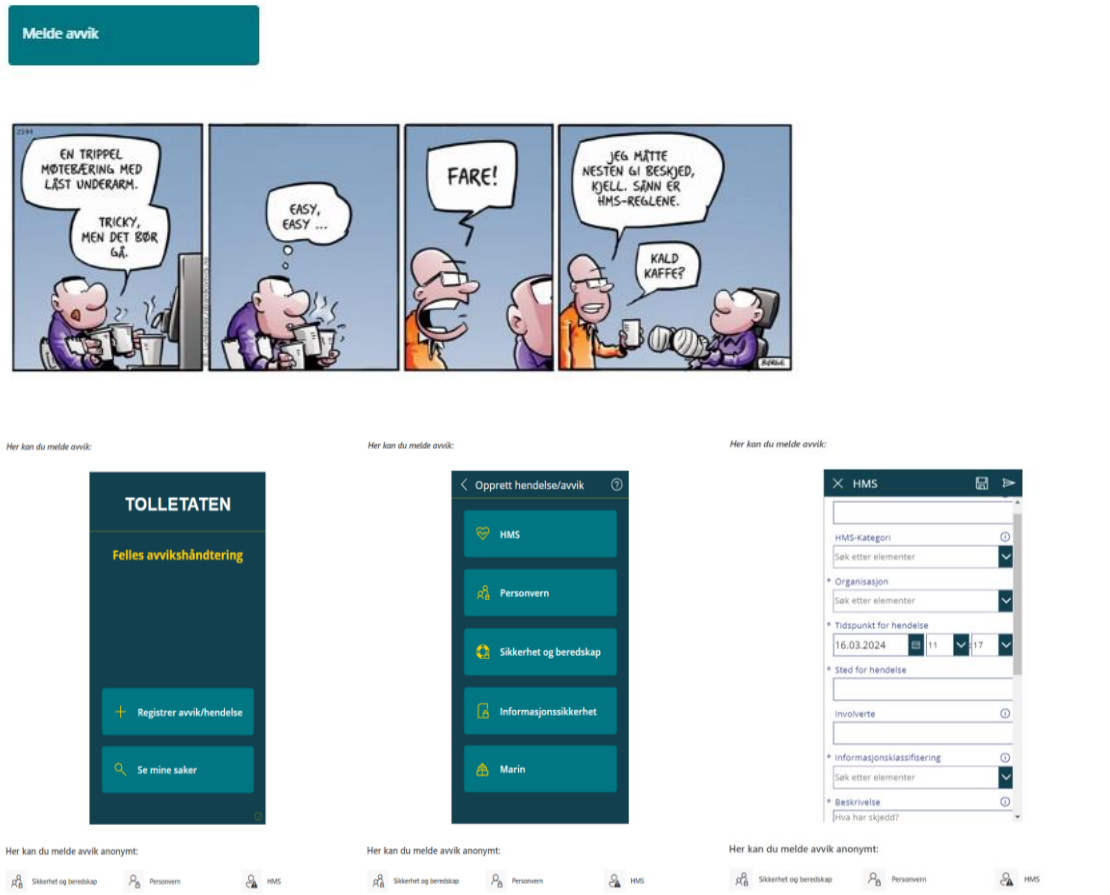 Melde avvik
2144
EN TRIPPEL
MØTEBÆRING MED
LÅST UNDERARM.
TRICKY,
MEN DET BØR
GÅ.
EASY,
EASY ...
FARE!
JEG MÅTTE
NESTEN GI BESKJED,
KJELL. SÅNN ER
HMS-REGLENE.
KALD
KAFFE?
BØRGE
Her kan du melde avvik:
TOLLETATEN
Felles avvikshåndtering
Registrer avvik/hendelse
Se mine saker
Her kan du melde avvik anonymt:
Sikkerhet og beredskap
Personvern
HMS
Her kan du melde avvik:
Opprett hendelse/avvik
HMS
Personvern
Sikkerhet og beredskap
Informasjonssikkerhet
Marin
Her kan du melde avvik anonymt:
Sikkerhet og beredskap
Personvern
HMS
Her kan du melde avvik:
HMS
HMS-Kategori
Søk etter elementer
* Organisasjon
Søk etter elementer
* Tidspunkt for hendelse
16.03.2024 11 : 17
* Sted for hendelse
Involverte
* Informasjonsklassifisering
Søk etter elementer
* Beskrivelse
Hva har skjedd?
Her kan du melde avvik anonymt:
Sikkerhet og beredskap
Personvern
HMS